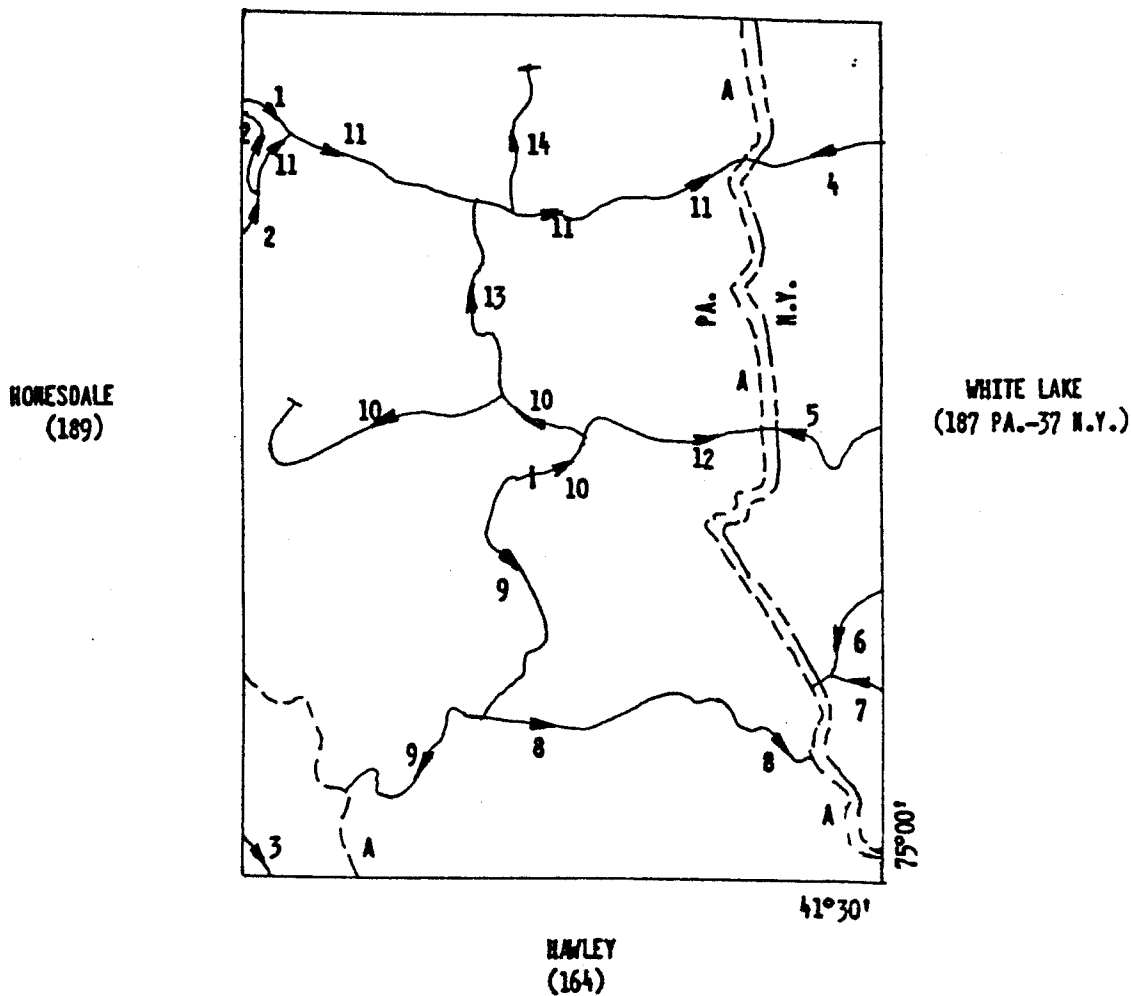 A
1
2
11
11
14
4
2
11
11
13
PA.
N.Y.
HONESDALE
(189)
A
WHITE LAKE
(187 PA.-37 N.Y.)
10
10
5
12
10
9
6
7
9
8
8
A
3
A
75°00'
41°30'
HAWLEY
(164)